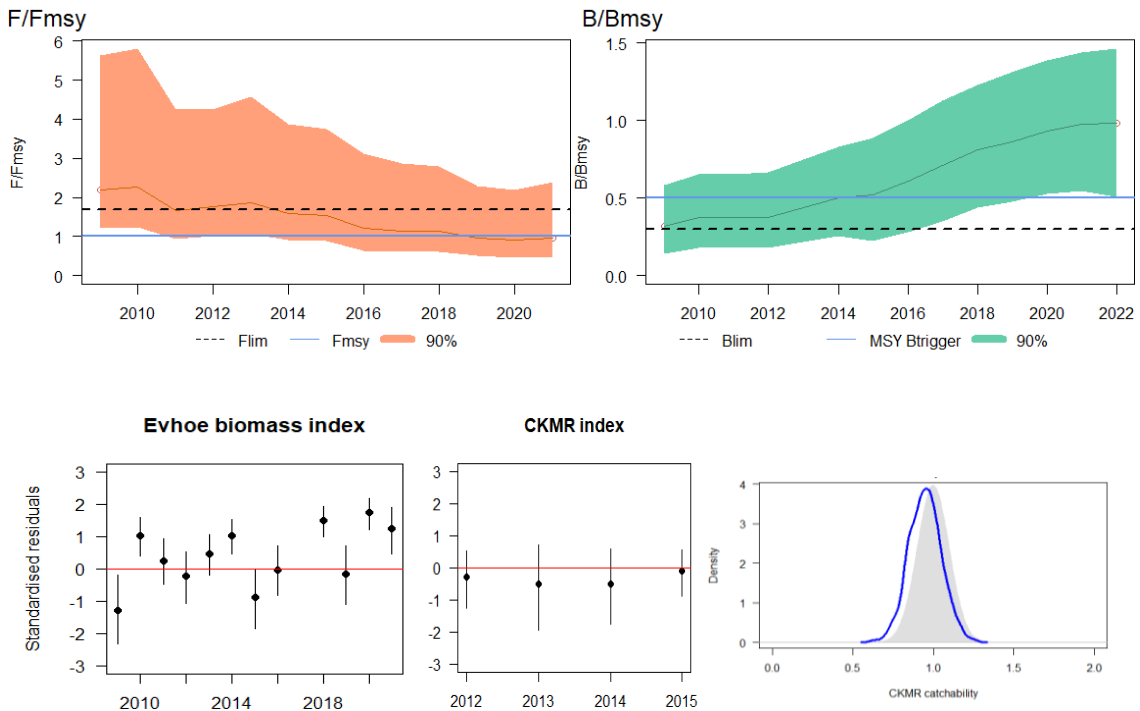 F/Fmsy
6
5
4
3
2
1
0
F/Fmsy
2010 2012 2014 2016 2018 2020
Flim Fmsy 90%
B/Bmsy
1.5
1.0
0.5
0.0
B/Bmsy
2010 2012 2014 2016 2018 2020 2022
Blim MSY Btrigger 90%
Evhoe biomass index
Standardised residuals
3
2
1
0
-1
-2
-3
2010 2014 2018
CKMR index
3
2
1
0
-1
-2
-3
2012 2013 2014 2015
Density
4
3
2
1
0
0.0 0.5 1.0 1.5 2.0
CKMR catchability